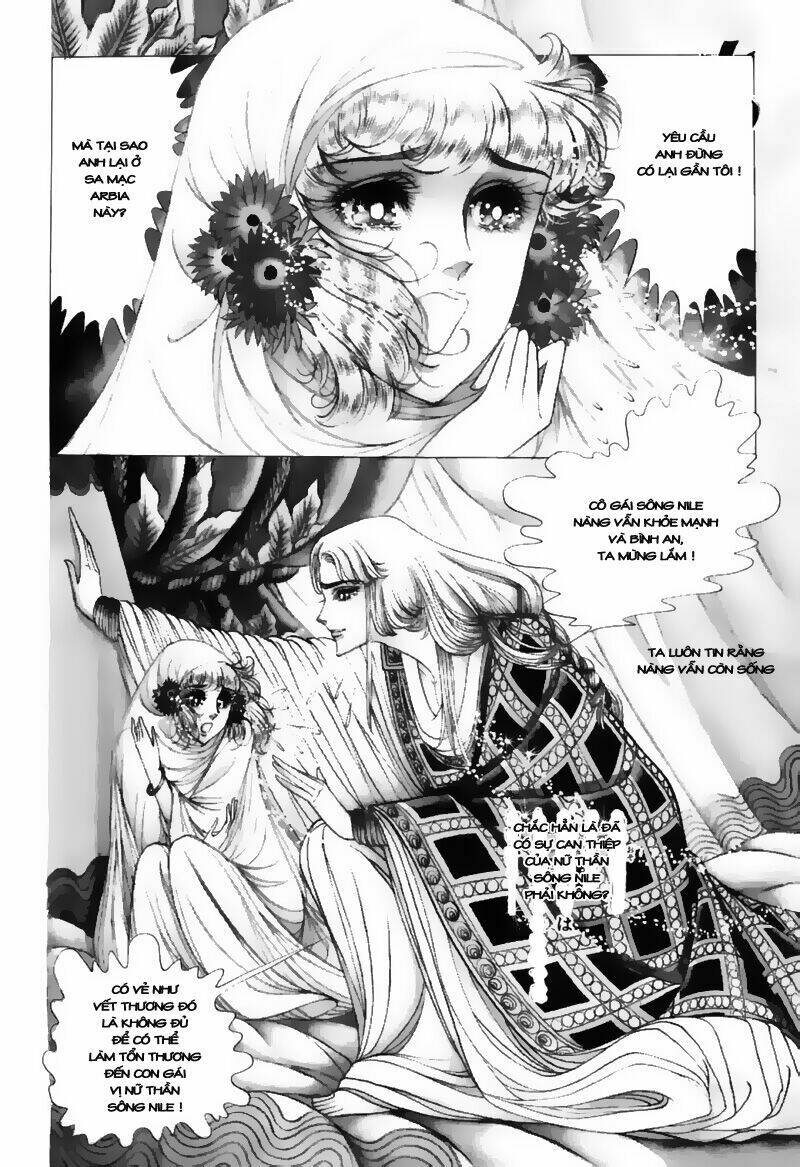 YÊU CẦU
ANH ĐỪNG
CÓ LẠI GẦN TÔI !
MÀ TẠI SAO
ANH LẠI Ở
SA MẠC
ARBIA
NÀY?
CÔ GÁI SÔNG NILE
NÀNG VẪN KHỎE MẠNH
VÀ BÌNH AN,
TA MỪNG LẮM !
TA LUÔN TIN RẰNG
NÀNG VẪN CÒN SỐNG
CHẮC HẲN LÀ ĐÃ
CÓ SỰ CAN THIỆP
CỦA NỮ THẦN
SÔNG NILE
PHẢI KHÔNG?
は
CÓ VẺ NHƯ
VẾT THƯƠNG ĐÓ
LÀ KHÔNG ĐỦ
ĐỂ CÓ THỂ
LÀM TỔN THƯƠNG
ĐẾN CON GÁI
VỊ NỮ THẦN
SÔNG NILE !